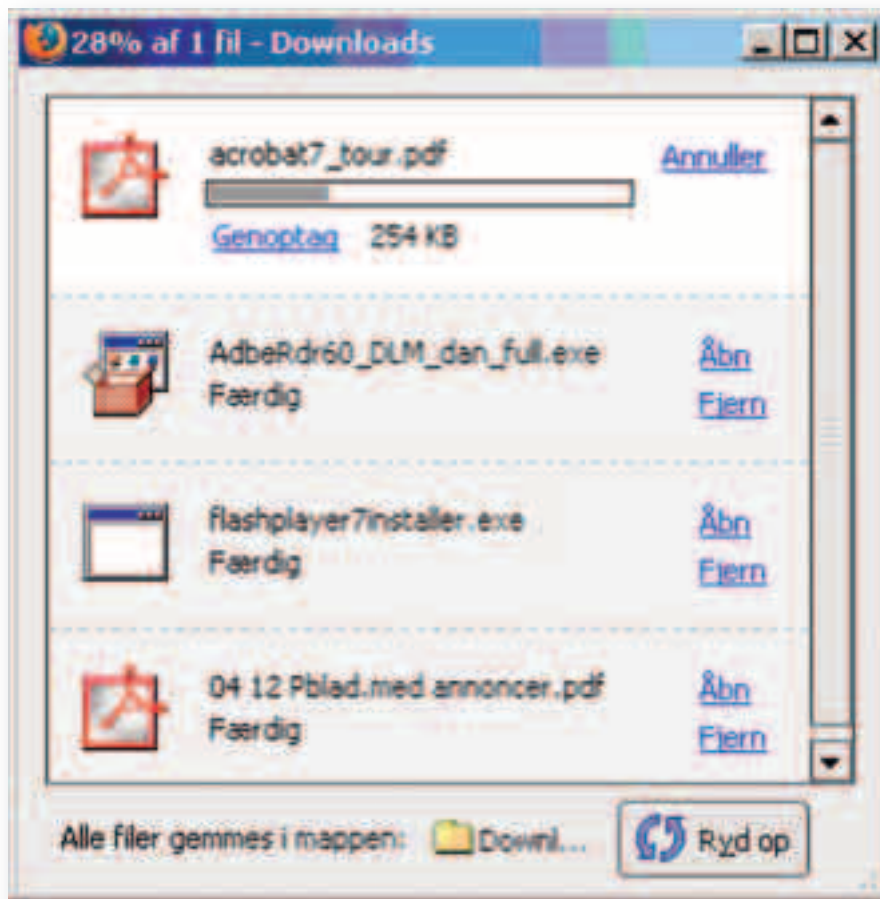 28% af 1 fil - Downloads
acrobat7_tour.pdf
Annuller
Genoptag 254 KB
AdbeRdr60_DLM_dan_full.exe
Åbn
Færdig
Fjern
flashplayer7installer.exe
Åbn
Færdig
Fjern
04 12 Pblad.med annoncer.pdf
Åbn
Færdig
Fjern
Alle filer gemmes i mappen: Downl... Ryd op